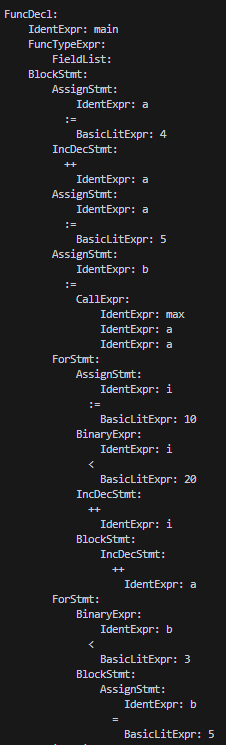 FuncDecl:
IdentExpr: main
FuncTypeExpr:
FieldList:
BlockStmt:
AssignStmt:
IdentExpr: a
:=
BasicLitExpr: 4
IncDecStmt:
++
IdentExpr: a
AssignStmt:
IdentExpr: a
:=
BasicLitExpr: 5
AssignStmt:
IdentExpr: b
:=
CallExpr:
IdentExpr: max
IdentExpr: a
IdentExpr: a
ForStmt:
AssignStmt:
IdentExpr: i
:=
BasicLitExpr: 10
BinaryExpr:
IdentExpr: i
<
BasicLitExpr: 20
IncDecStmt:
++
IdentExpr: i
BlockStmt:
IncDecStmt:
++
IdentExpr: a
ForStmt:
BinaryExpr:
IdentExpr: b
<
BasicLitExpr: 3
BlockStmt:
AssignStmt:
IdentExpr: b
=
BasicLitExpr: 5